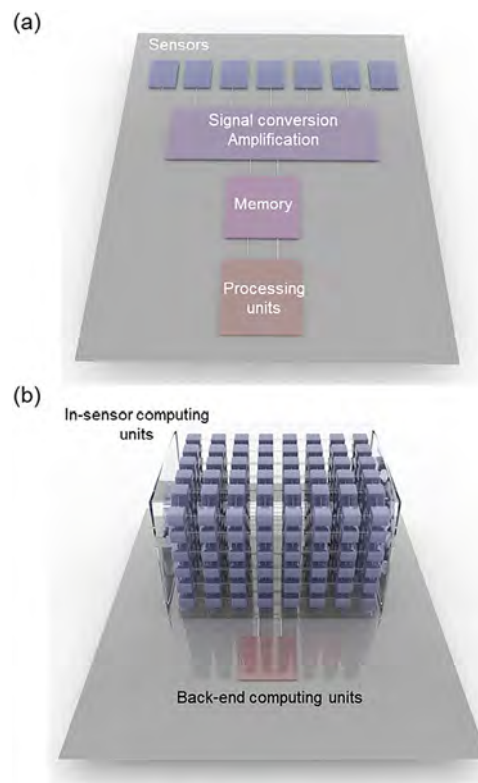 (a)
Sensors
Signal conversion
Amplification
Memory
Processing
units
(b)
In-sensor computing
units
Back-end computing units